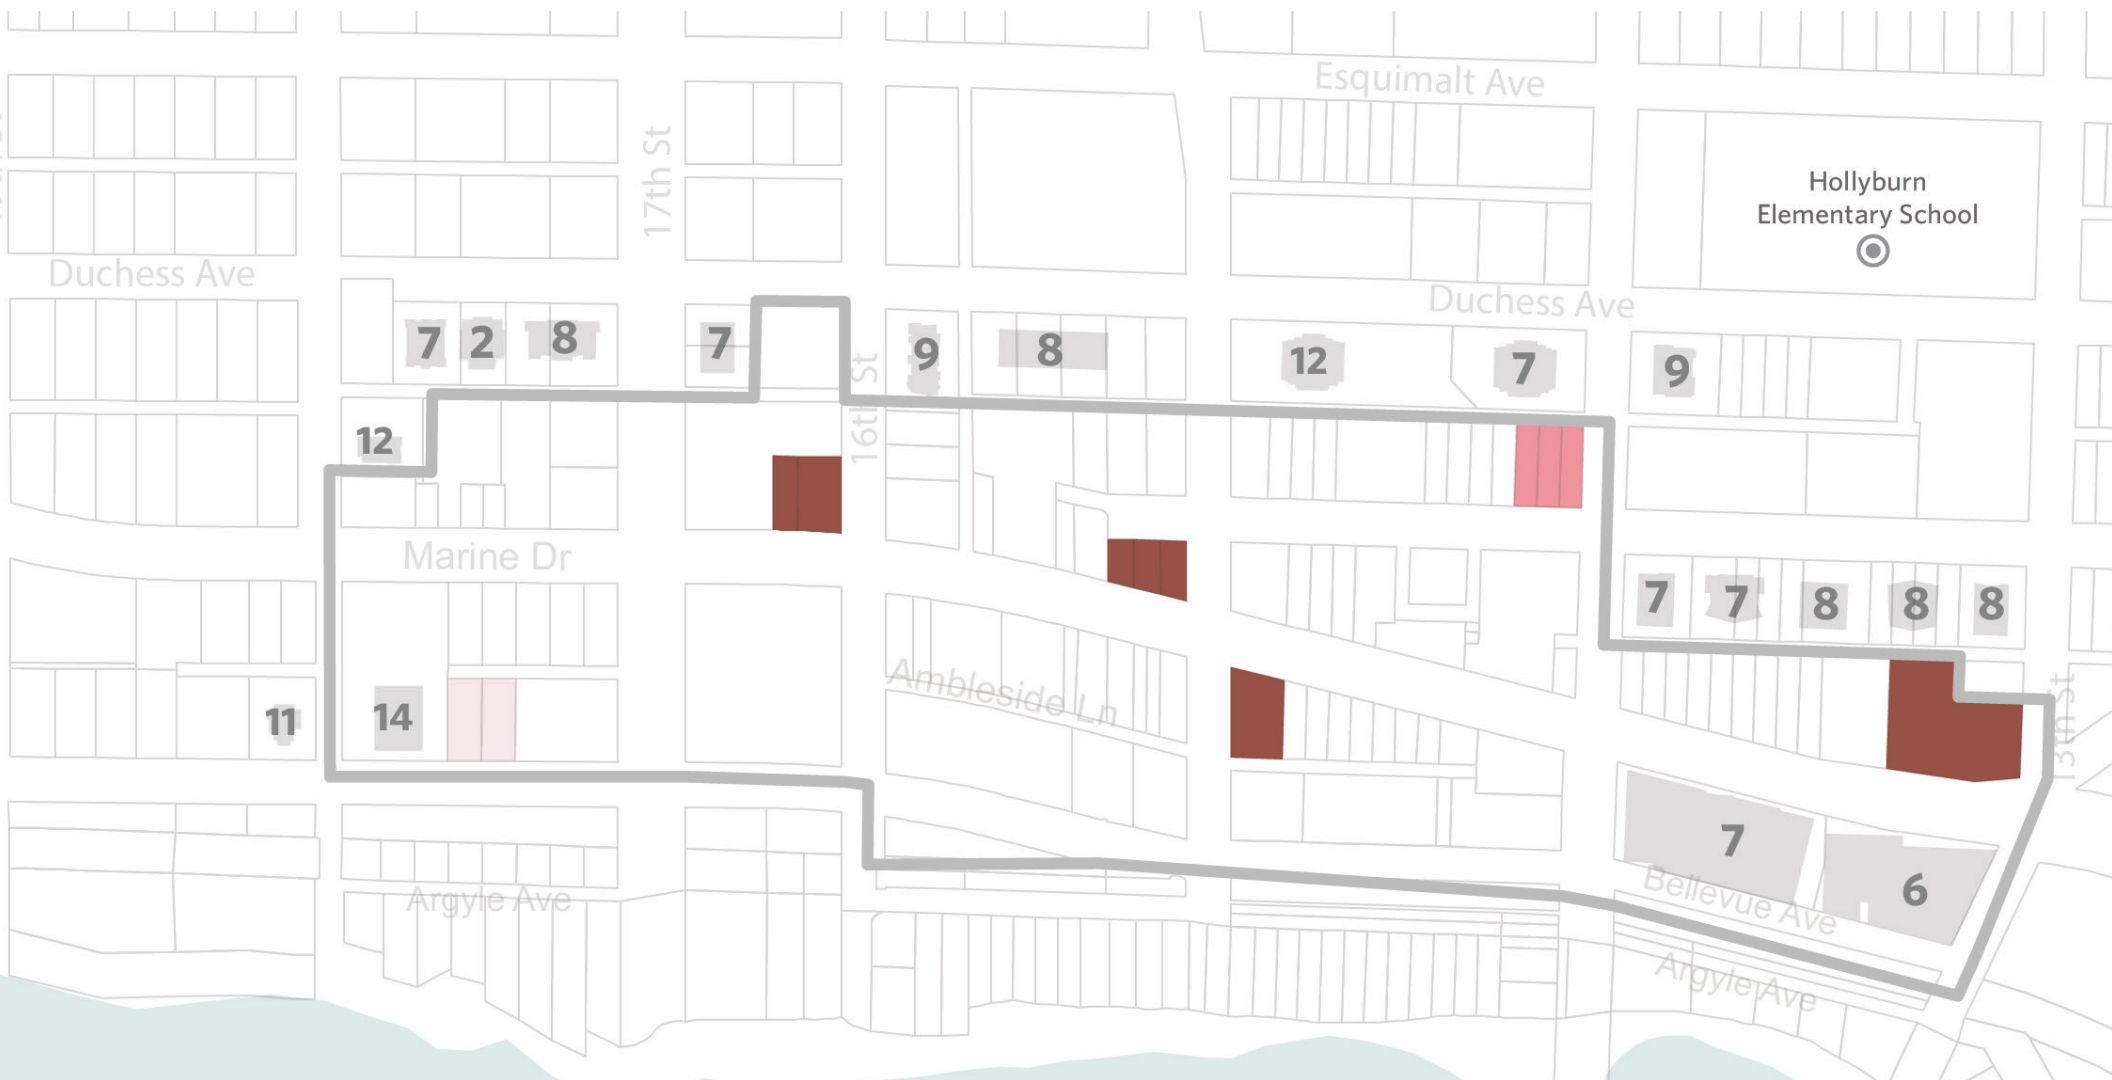 Esquimalt Ave
17th St
Hollyburn
Elementary School
Duchess Ave
Duchess Ave
7
2
8
7
16th St
9
8
12
7
9
12
Marine Dr
7
7
8
8
8
11
14
Ambleside Ln
13th St
7
6
Bellevue Ave
Argyle Ave
Argyle Ave